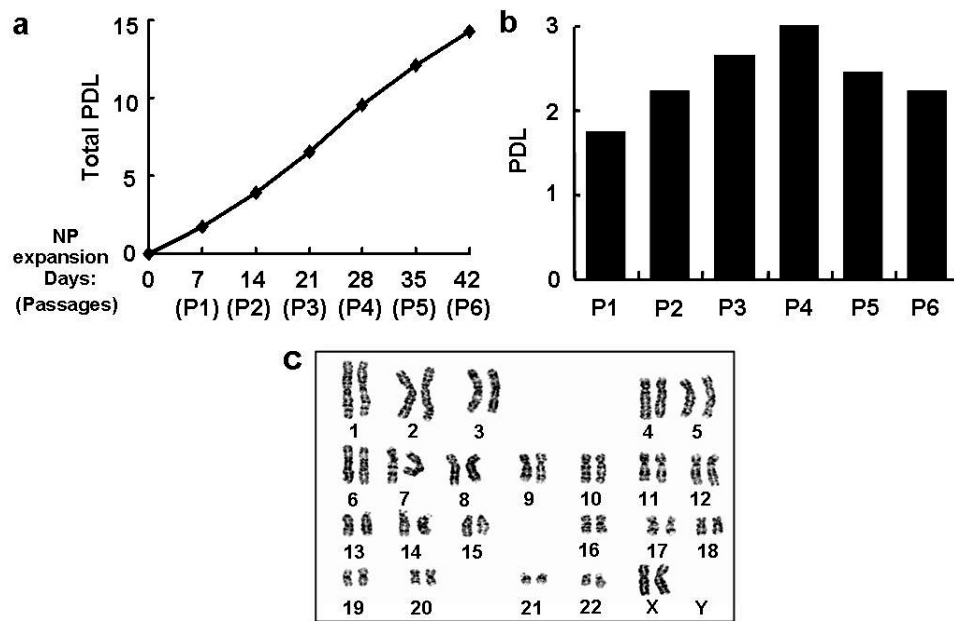 a
15
10
5
0
Total PDL
NP
expansion
Days:
0 7 14 21 28 35 42
(Passages) (P1) (P2) (P3) (P4) (P5) (P6)
b
3
2
1
0
PDL
P1 P2 P3 P4 P5 P6
c
1 2 3 4 5
6 7 8 9 10 11 12
13 14 15 16 17 18
19 20 21 22 X Y